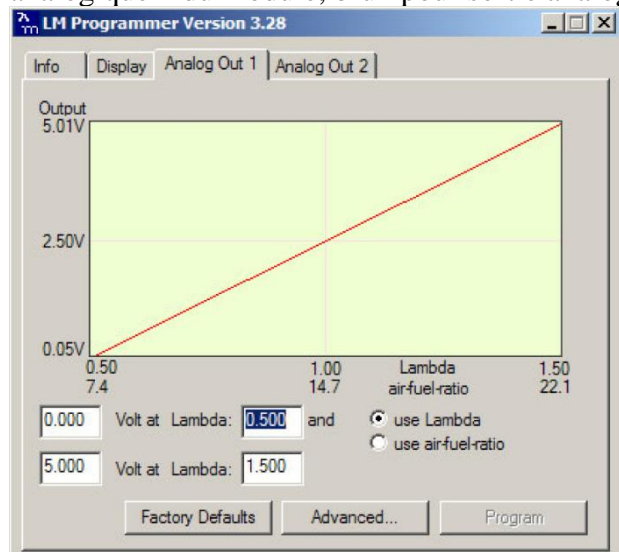 LM Programmer Version 3.28
Info Display Analog Out 1 Analog Out 2
Output
5.01V
2.50V
0.05V
0.50 1.00 Lambda 1.50
7.4 14.7 air-fuel-ratio 22.1
0.000 Volt at Lambda: 0.500 and use Lambda
use air-fuel-ratio
5.000 Volt at Lambda: 1.500
Factory Defaults Advanced... Program